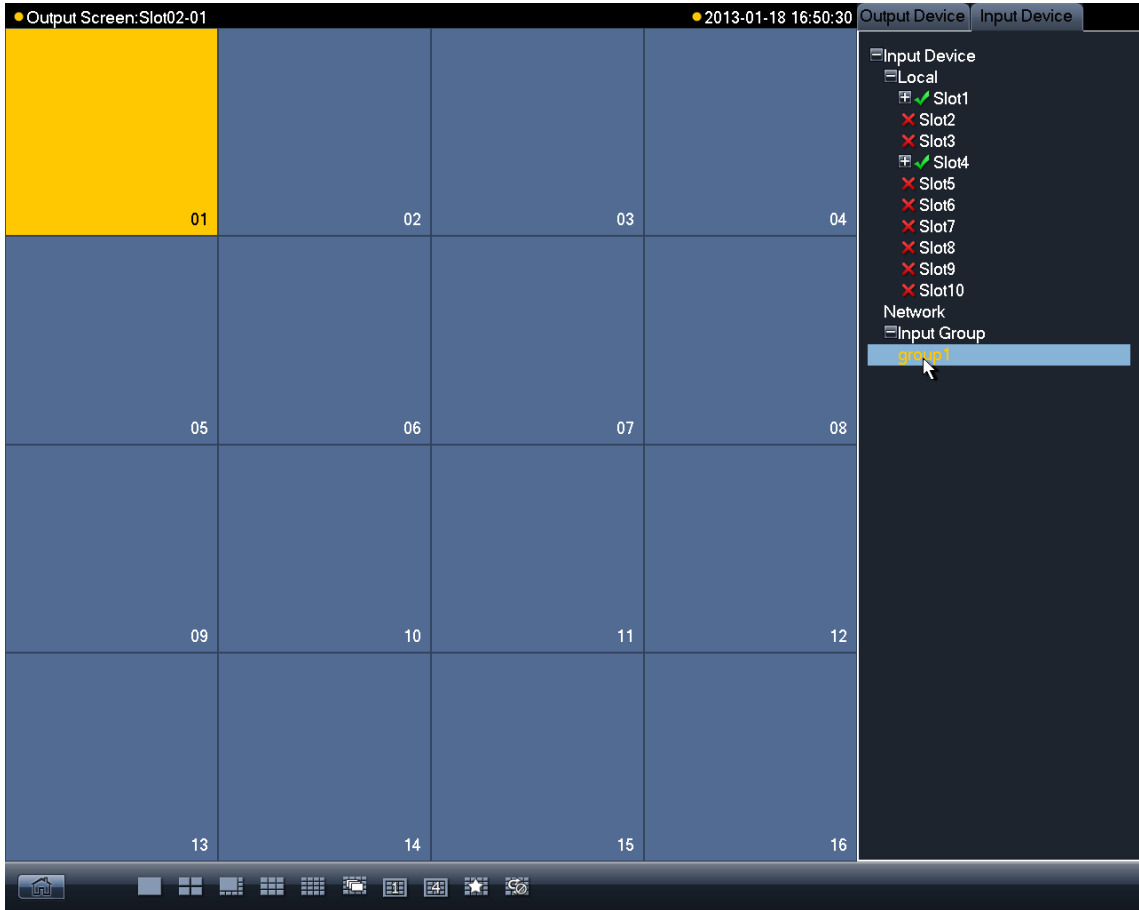 Output Screen:Slot02-01
2013-01-18 16:50:30
Output Device
Input Device
01
02
03
04
05
06
07
08
09
10
11
12
13
14
15
16
Input Device
Local
Slot1
Slot2
Slot3
Slot4
Slot5
Slot6
Slot7
Slot8
Slot9
Slot10
Network
Input Group
group1
1
4